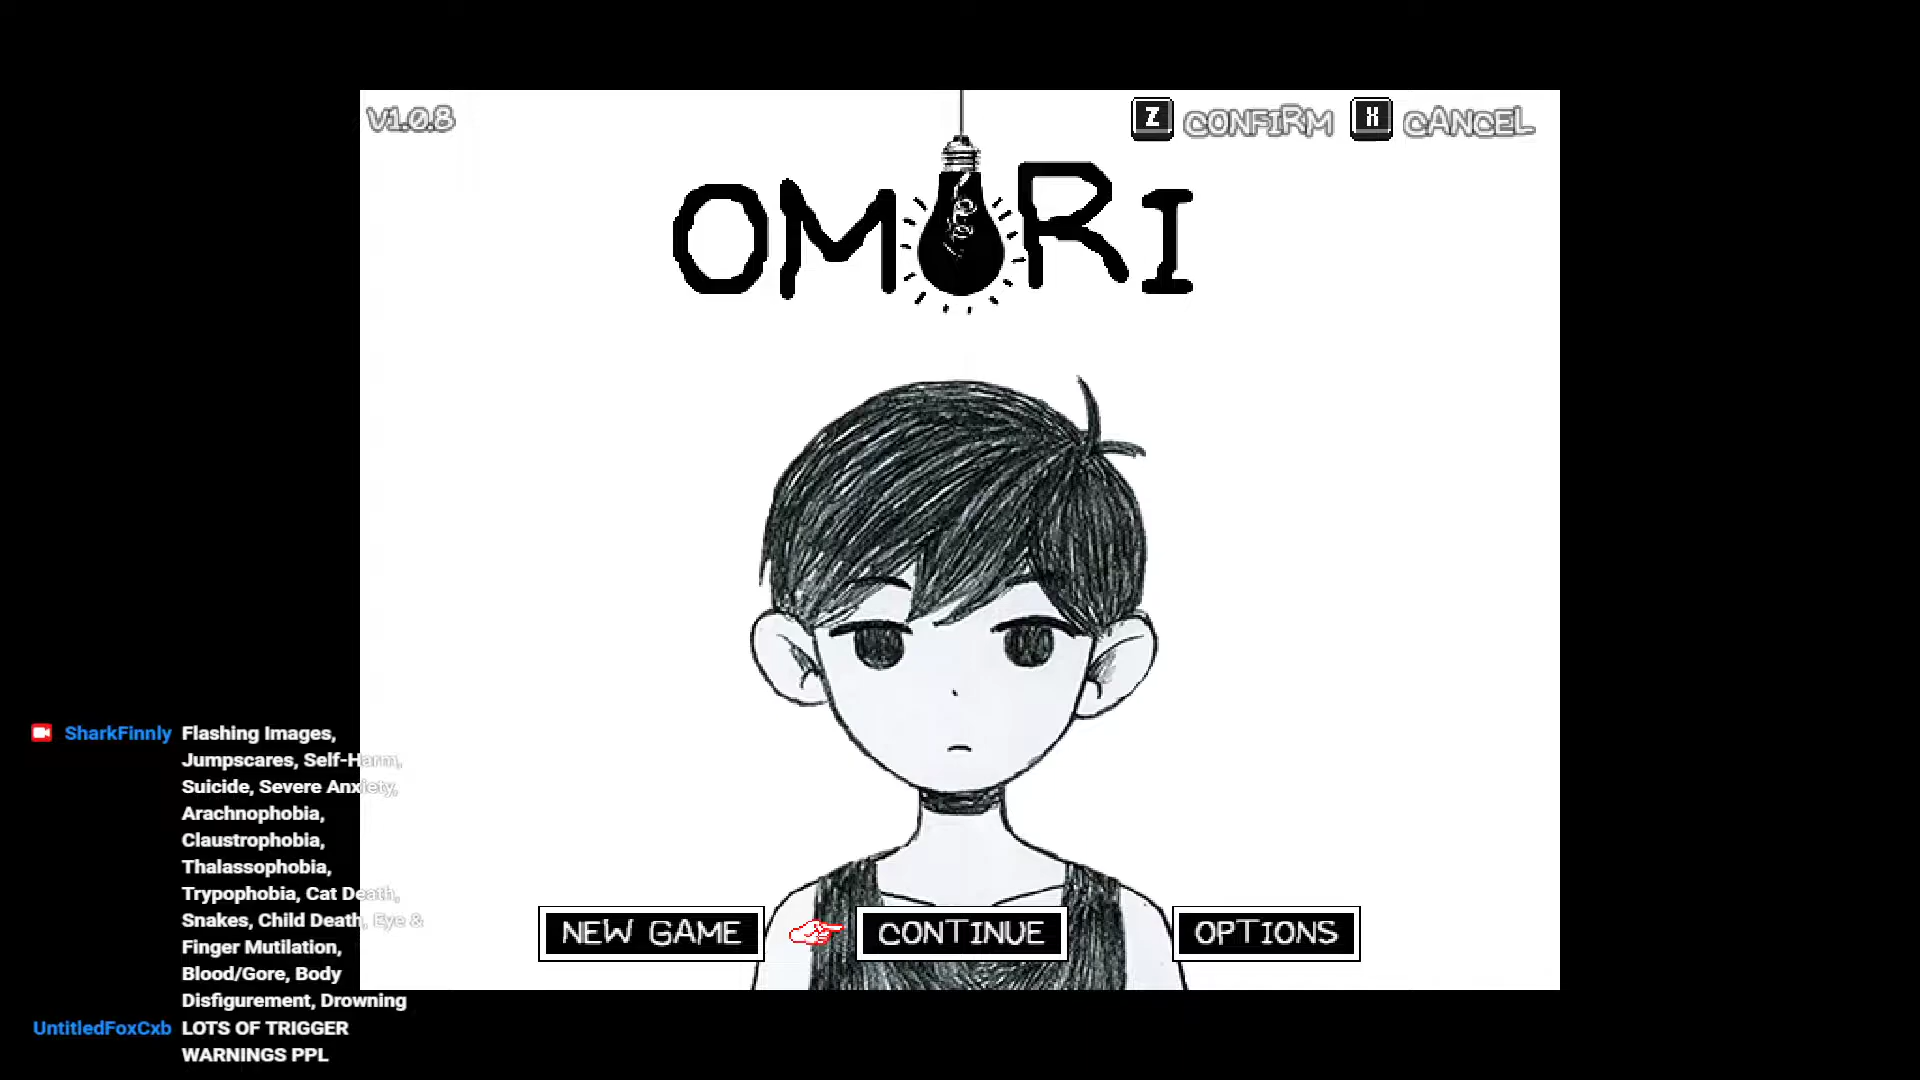 V1.0.8
Z CONFIRM X CANCEL
OMORI
SharkFinnly Flashing Images,
Jumpscares, Self-Harm,
Suicide, Severe Anxiety,
Arachnophobia,
Claustrophobia,
Thalassophobia,
Trypophobia, Cat Death,
Snakes, Child Death, Eye &
Finger Mutilation,
Blood/Gore, Body
Disfigurement, Drowning
UntitledFoxCxb LOTS OF TRIGGER
WARNINGS PPL
NEW GAME
CONTINUE
OPTIONS